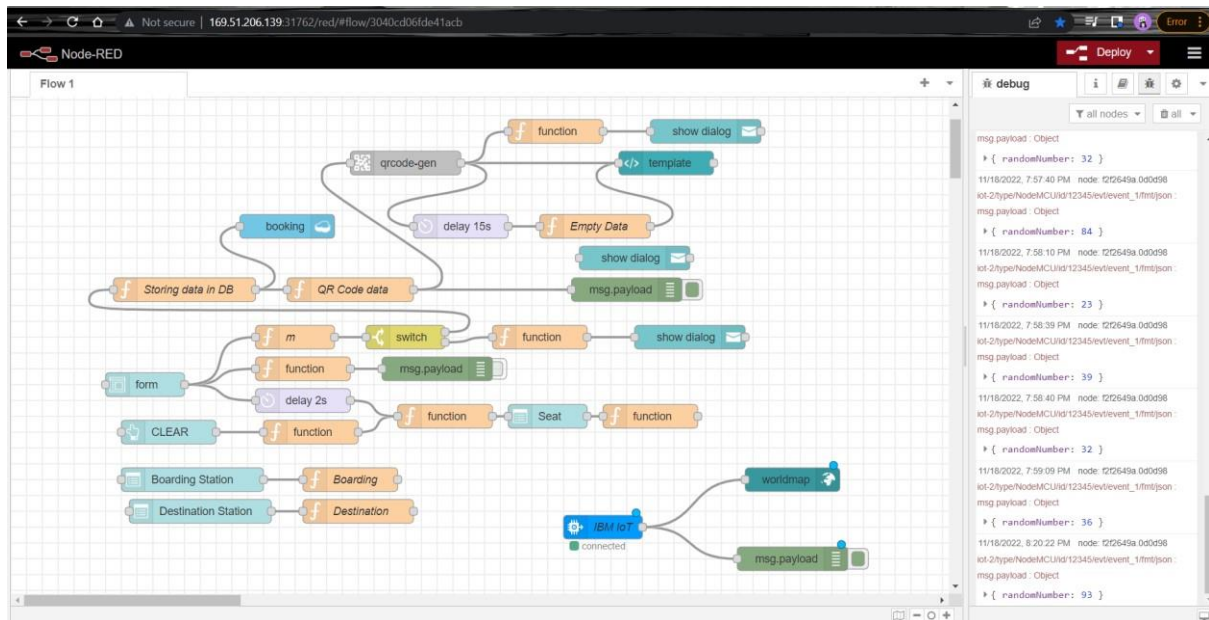 Not secure | 169.51.206.139:31762/red/#flow/3040cd06fde41acb
Error
Node-RED
Deploy
Flow 1
debug
i
all nodes
all
function
show dialog
qrcode-gen
</> template
booking
delay 15s
Empty Data
show dialog
Storing data in DB
QR Code data
msg.payload
m
switch
function
show dialog
function
msg.payload
form
delay 2s
function
Seat
function
CLEAR
function
Boarding Station
Boarding
Destination Station
Destination
worldmap
IBM IoT
connected
msg.payload
msg.payload : Object
{ randomNumber: 32 }
11/18/2022, 7:57:40 PM node: f2f2649a.0d0d98
iot-2/type/NodeMCU/id/12345/evt/event_1/fmt/json :
msg.payload : Object
{ randomNumber: 84 }
11/18/2022, 7:58:10 PM node: f2f2649a.0d0d98
iot-2/type/NodeMCU/id/12345/evt/event_1/fmt/json :
msg.payload : Object
{ randomNumber: 23 }
11/18/2022, 7:58:39 PM node: f2f2649a.0d0d98
iot-2/type/NodeMCU/id/12345/evt/event_1/fmt/json :
msg.payload : Object
{ randomNumber: 39 }
11/18/2022, 7:58:40 PM node: f2f2649a.0d0d98
iot-2/type/NodeMCU/id/12345/evt/event_1/fmt/json :
msg.payload : Object
{ randomNumber: 32 }
11/18/2022, 7:59:09 PM node: f2f2649a.0d0d98
iot-2/type/NodeMCU/id/12345/evt/event_1/fmt/json :
msg.payload : Object
{ randomNumber: 36 }
11/18/2022, 8:20:22 PM node: f2f2649a.0d0d98
iot-2/type/NodeMCU/id/12345/evt/event_1/fmt/json :
msg.payload : Object
{ randomNumber: 93 }